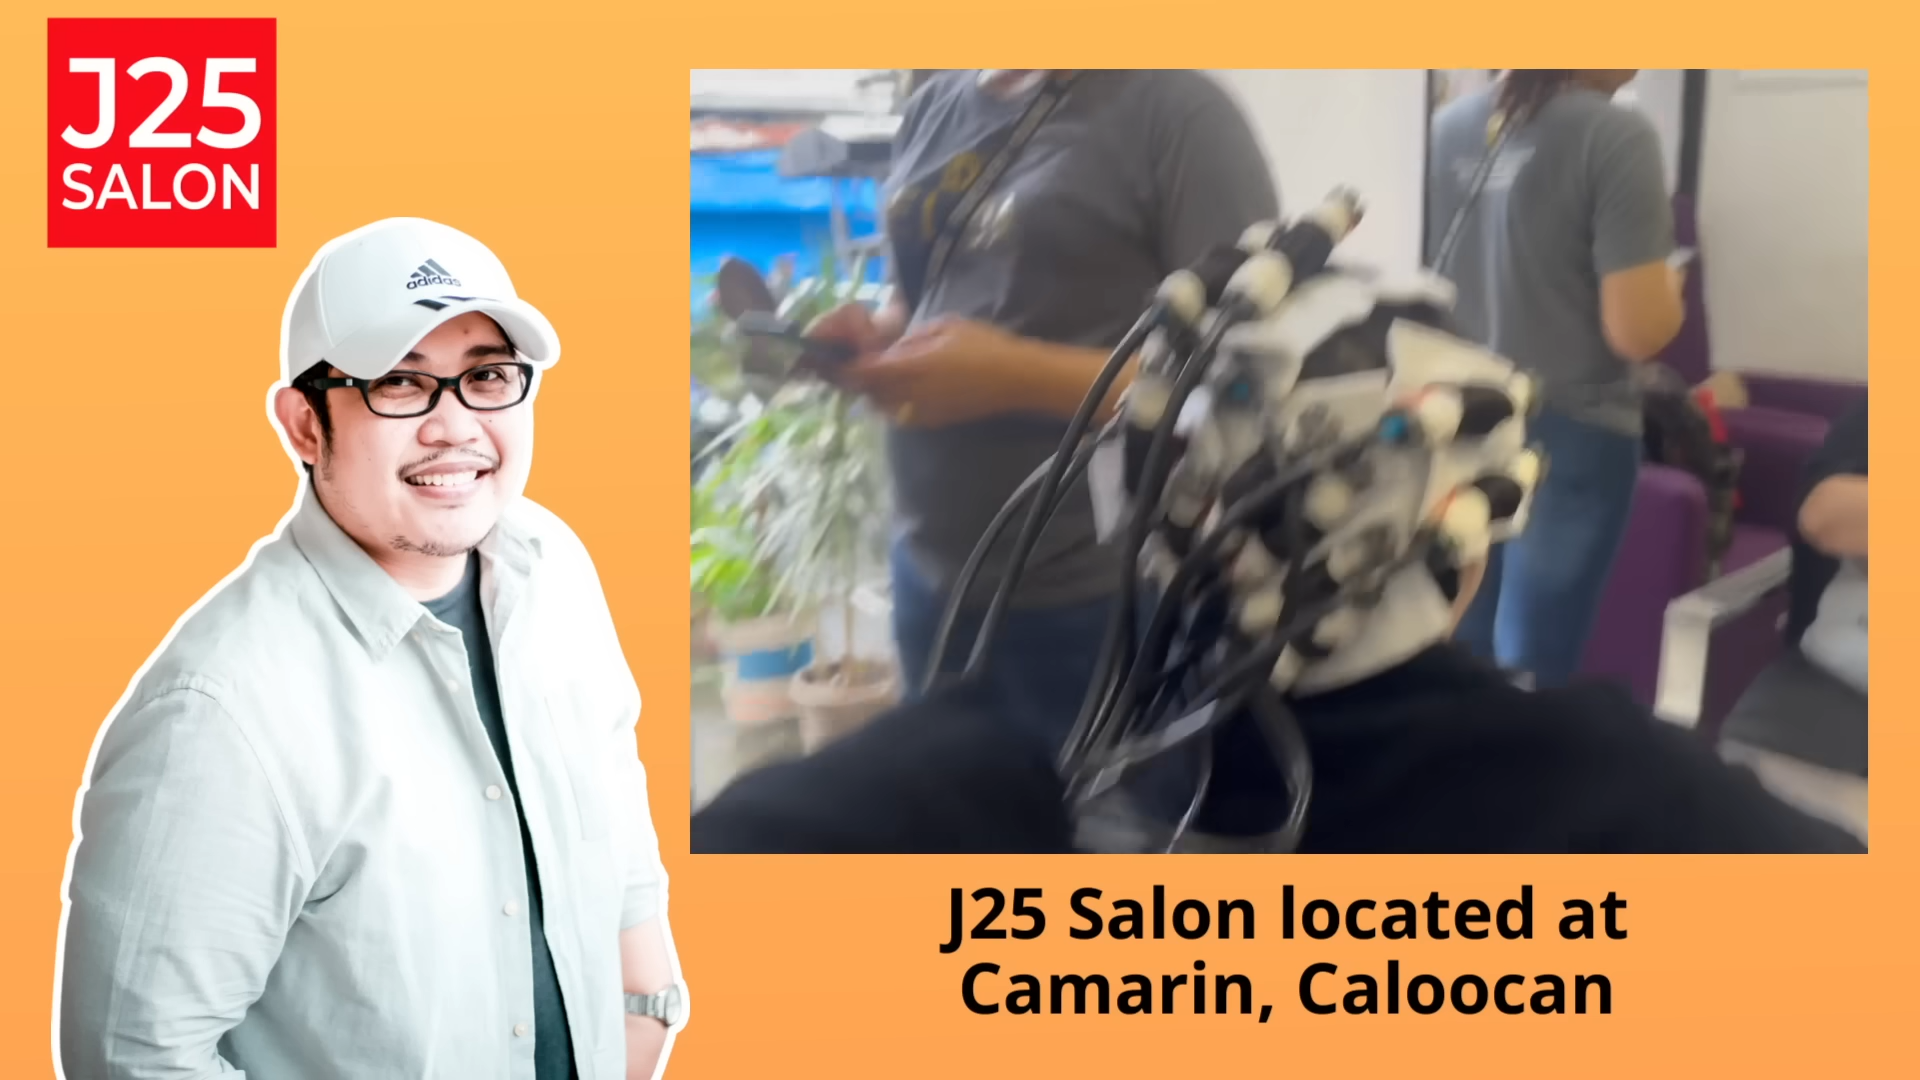 J25
SALON
adidas
J25 Salon located at
Camarin, Caloocan